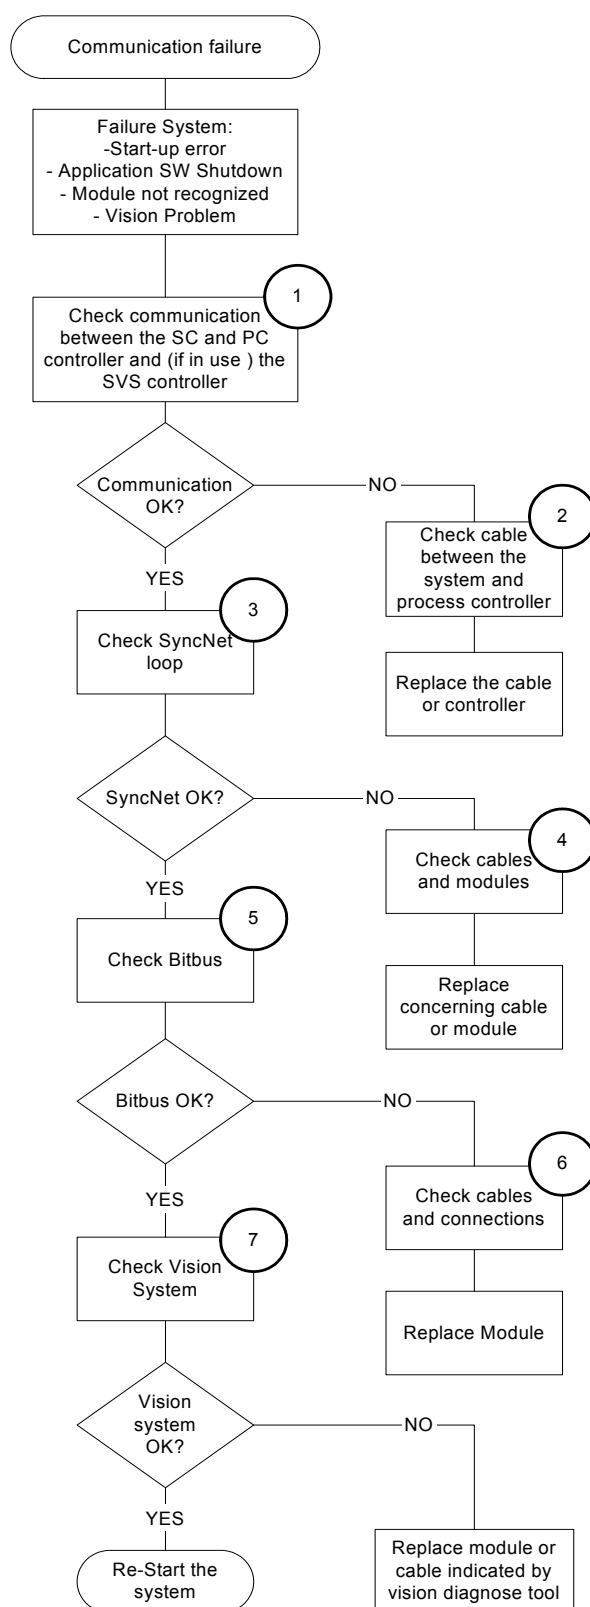 Communication failure
Failure System:
-Start-up error
- Application SW Shutdown
- Module not recognized
- Vision Problem
1
Check communication
between the SC and PC
controller and (if in use ) the
SVS controller
Communication
OK?
NO
2
Check cable
between the
system and
process controller
YES
3
Check SyncNet
loop
Replace the cable
or controller
SyncNet OK?
NO
4
Check cables
and modules
YES
5
Check Bitbus
Replace
concerning cable
or module
Bitbus OK?
NO
6
Check cables
and connections
YES
7
Check Vision
System
Replace Module
Vision
system
OK?
NO
YES
Re-Start the
system
Replace module or
cable indicated by
vision diagnose tool